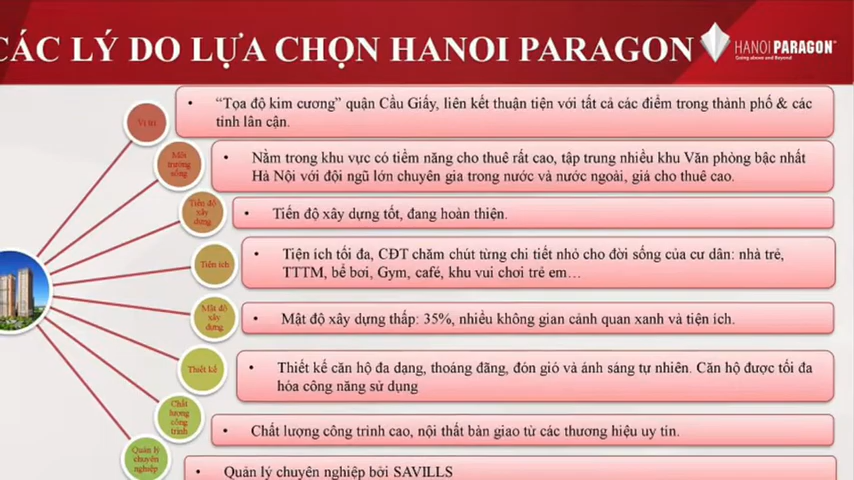 CÁC LÝ DO LỰA CHỌN HANOI PARAGON
HANOI PARAGON
Going above and Beyond
Vị trí
• “Tọa độ kim cương” quận Cầu Giấy, liên kết thuận tiện với tất cả các điểm trong thành phố & các
tỉnh lân cận.
Môi
trường
sống
• Nằm trong khu vực có tiềm năng cho thuê rất cao, tập trung nhiều khu Văn phòng bậc nhất
Hà Nội với đội ngũ lớn chuyên gia trong nước và nước ngoài, giá cho thuê cao.
Tiến độ
xây
dựng
• Tiến độ xây dựng tốt, đang hoàn thiện.
Tiện ích
• Tiện ích tối đa, CĐT chăm chút từng chi tiết nhỏ cho đời sống của cư dân: nhà trẻ,
TTTM, bể bơi, Gym, café, khu vui chơi trẻ em…
Mật độ
xây
dựng
• Mật độ xây dựng thấp: 35%, nhiều không gian cảnh quan xanh và tiện ích.
Thiết kế
• Thiết kế căn hộ đa dạng, thoáng đãng, đón gió và ánh sáng tự nhiên. Căn hộ được tối đa
hóa công năng sử dụng
Chất
lượng
công
trình
• Chất lượng công trình cao, nội thất bàn giao từ các thương hiệu uy tín.
Quản lý
chuyên
nghiệp
• Quản lý chuyên nghiệp bởi SAVILLS